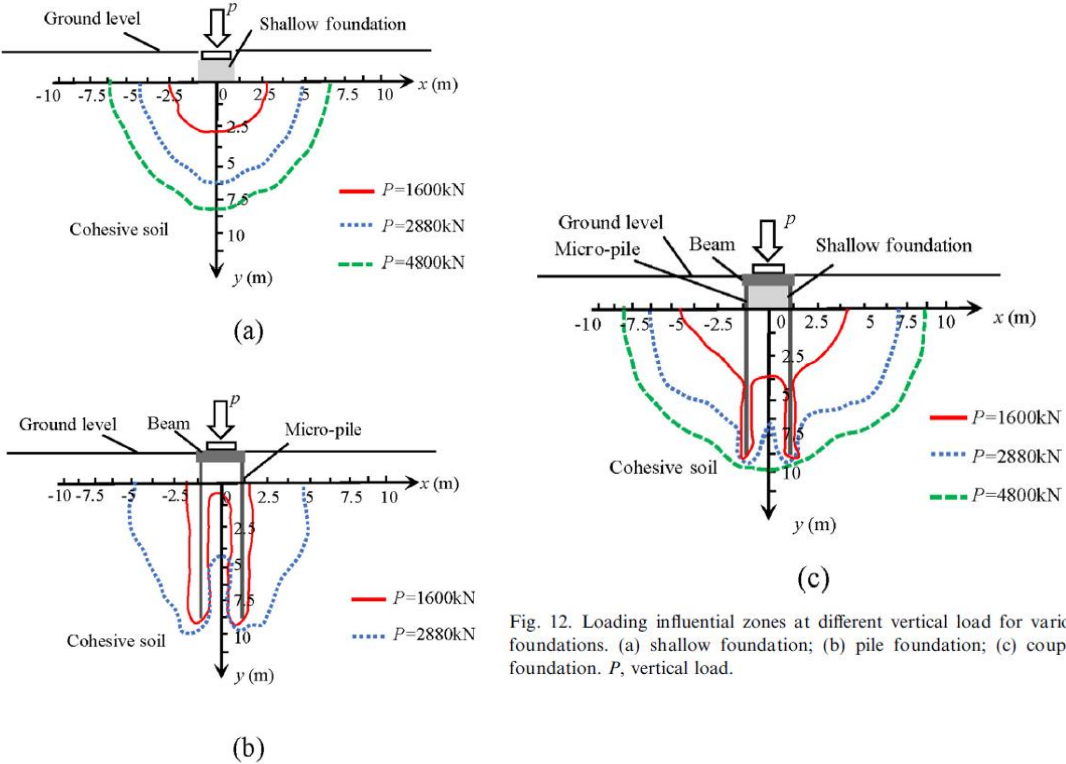 p
Ground level
Shallow foundation
-10 -7.5 -5 -2.5 0 2.5 5 7.5 10 x (m)
2.5
5
7.5
10
y (m)
Cohesive soil
P=1600kN
P=2880kN
P=4800kN
(a)
p
Ground level
Beam
Micro-pile
-10 -7.5 -5 -2.5 0 2.5 5 7.5 10 x (m)
2.5
5
7.5
10
y (m)
Cohesive soil
P=1600kN
P=2880kN
(b)
p
Ground level
Micro-pile
Beam
Shallow foundation
-10 -7.5 -5 -2.5 0 2.5 5 7.5 10 x (m)
2.5
5
7.5
10
y (m)
Cohesive soil
P=1600kN
P=2880kN
P=4800kN
(c)
Fig. 12. Loading influential zones at different vertical load for vario
foundations. (a) shallow foundation; (b) pile foundation; (c) coup
foundation. P, vertical load.